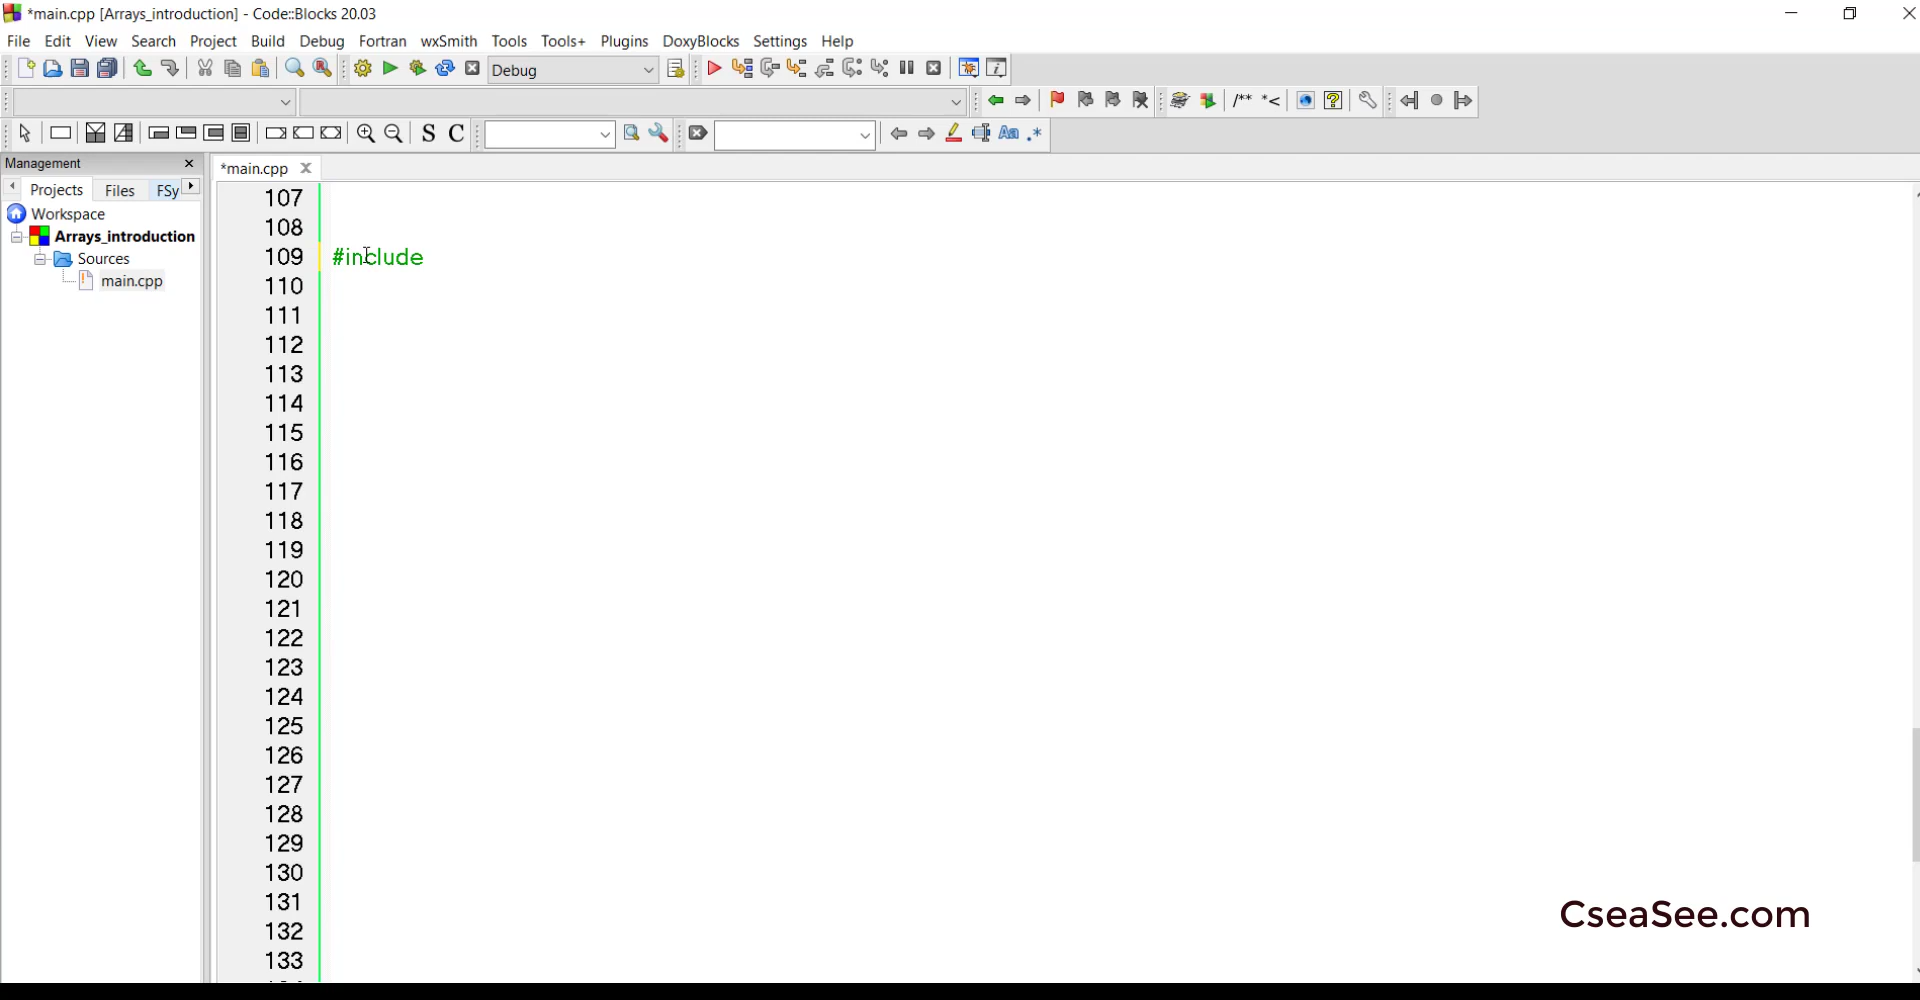 *main.cpp [Arrays_introduction] - Code::Blocks 20.03
File Edit View Search Project Build Debug Fortran wxSmith Tools Tools+ Plugins DoxyBlocks Settings Help
Debug
/** *<
S C
Aa .*
Management
*main.cpp
Projects Files FSy
Workspace
Arrays_introduction
Sources
main.cpp
107
108
109 #include
110
111
112
113
114
115
116
117
118
119
120
121
122
123
124
125
126
127
128
129
130
131
132
133
CseaSee.com